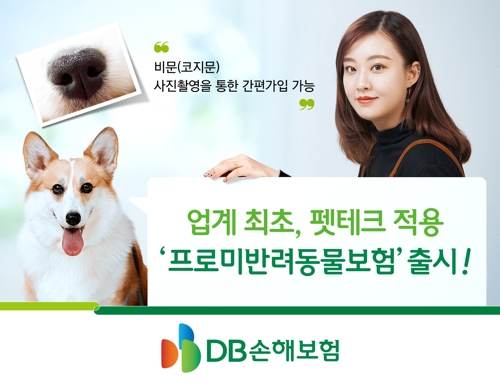 ❝
비문(코지문)
사진촬영을 통한 간편가입 가능
❞
업계 최초, 펫테크 적용
‘프로미반려동물보험’ 출시!
DB손해보험